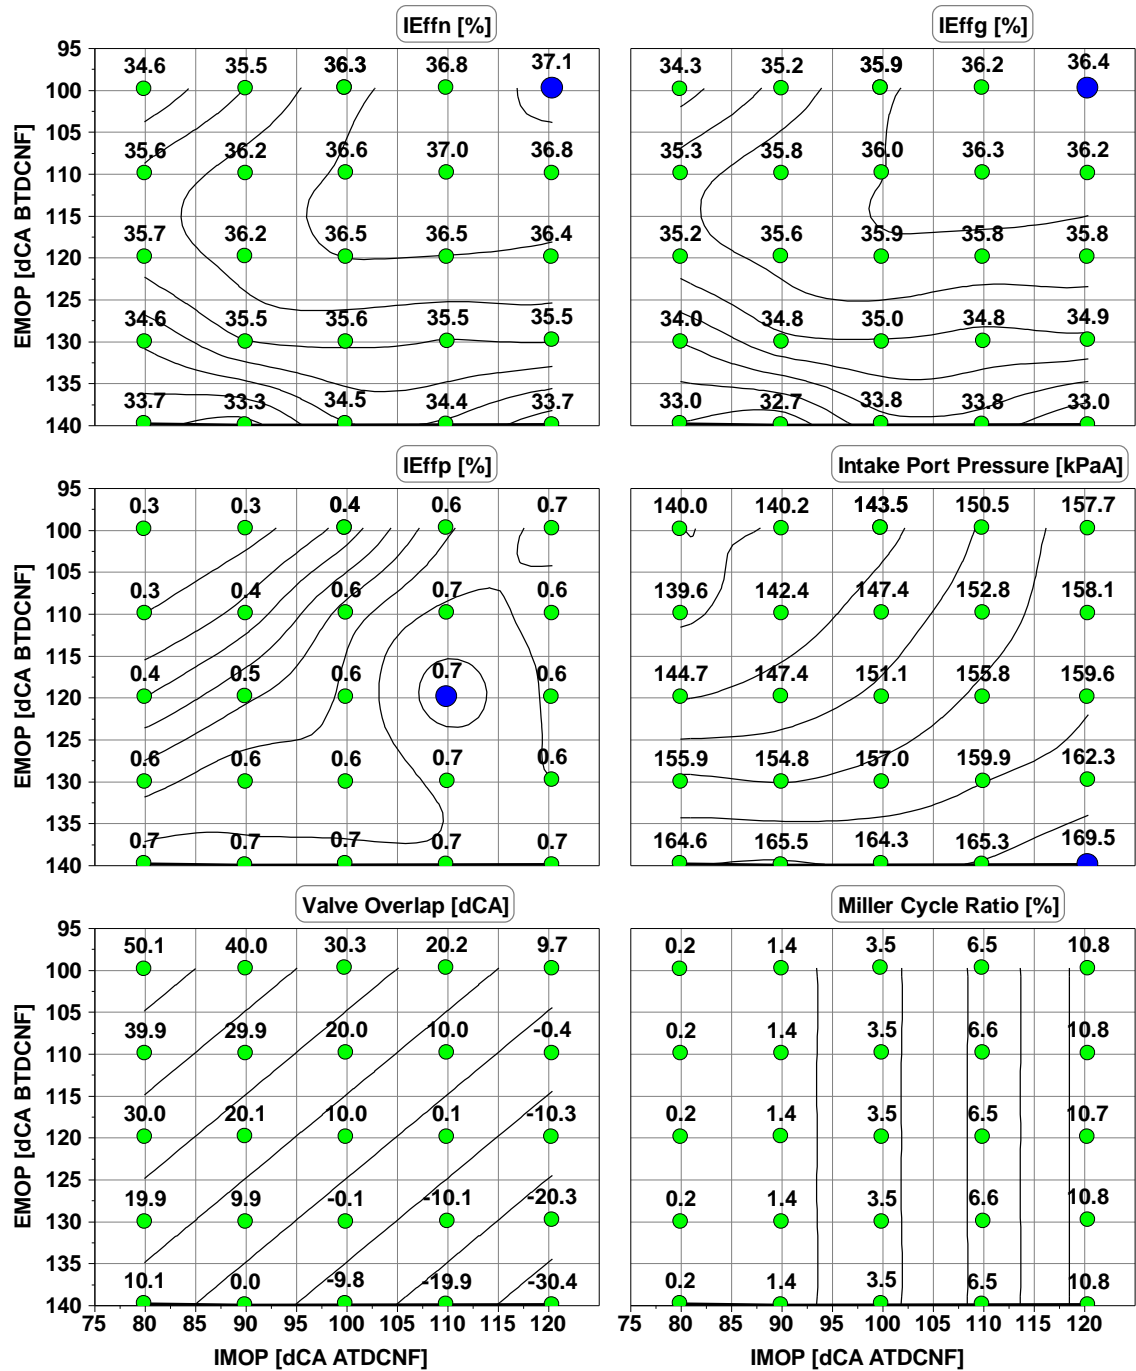 IEffn [%]
IEffg [%]
95
34.6 35.5 36.3 36.8 37.1
34.3 35.2 35.9 36.2 36.4
100
105
35.6 36.2 36.6 37.0 36.8
35.3 35.8 36.0 36.3 36.2
110
115
35.7 36.2 36.5 36.5 36.4
35.2 35.6 35.9 35.8 35.8
120
125
34.6 35.5 35.6 35.5 35.5
34.0 34.8 35.0 34.8 34.9
130
135
33.7 33.3 34.5 34.4 33.7
33.0 32.7 33.8 33.8 33.0
140
EMOP [dCA BTDCNF]
IEffp [%]
Intake Port Pressure [kPaA]
95
0.3 0.3 0.4 0.6 0.7
140.0 140.2 143.5 150.5 157.7
100
105
0.3 0.4 0.6 0.7 0.6
139.6 142.4 147.4 152.8 158.1
110
115
0.4 0.5 0.6 0.7 0.6
144.7 147.4 151.1 155.8 159.6
120
125
0.6 0.6 0.6 0.7 0.6
155.9 154.8 157.0 159.9 162.3
130
135
0.7 0.7 0.7 0.7 0.7
164.6 165.5 164.3 165.3 169.5
140
EMOP [dCA BTDCNF]
Valve Overlap [dCA]
Miller Cycle Ratio [%]
95
50.1 40.0 30.3 20.2 9.7
0.2 1.4 3.5 6.5 10.8
100
105
39.9 29.9 20.0 10.0 -0.4
0.2 1.4 3.5 6.6 10.8
110
115
30.0 20.1 10.0 0.1 -10.3
0.2 1.4 3.5 6.5 10.7
120
125
19.9 9.9 -0.1 -10.1 -20.3
0.2 1.4 3.5 6.6 10.8
130
135
10.1 0.0 -9.8 -19.9 -30.4
0.2 1.4 3.5 6.5 10.8
140
EMOP [dCA BTDCNF]
75 80 85 90 95 100 105 110 115 120
75 80 85 90 95 100 105 110 115 120
IMOP [dCA ATDCNF]
IMOP [dCA ATDCNF]